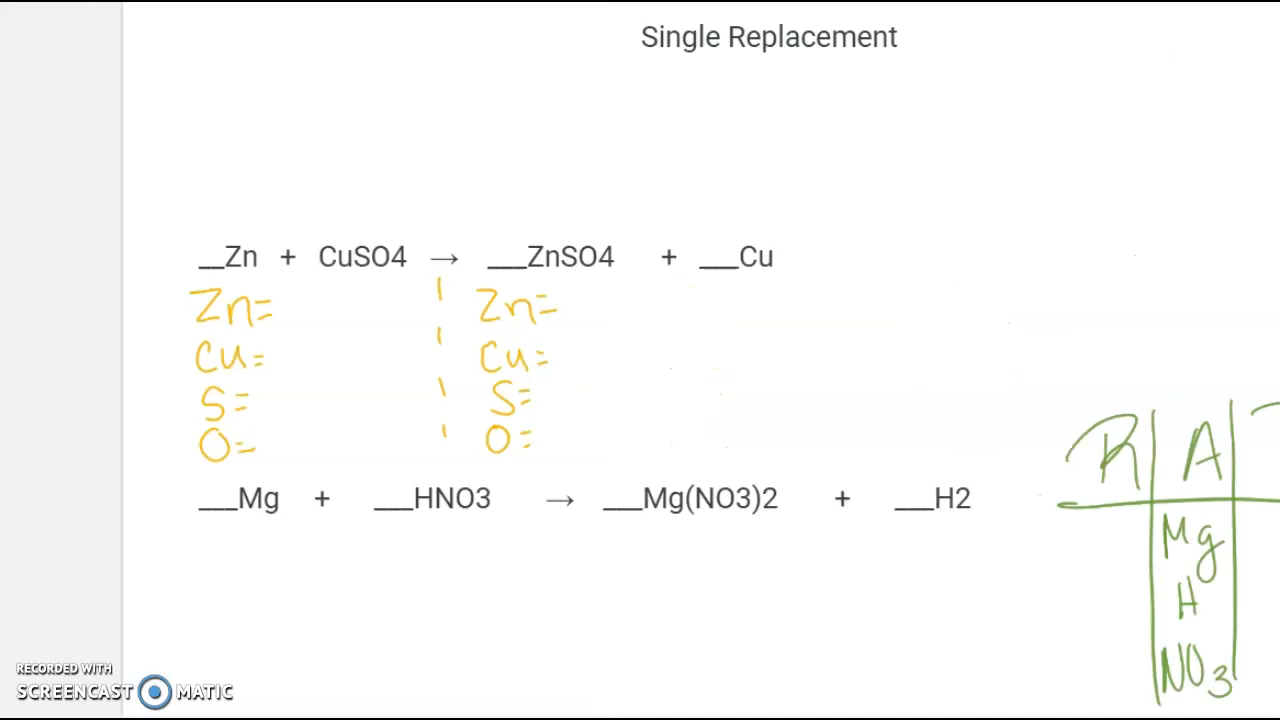 Single Replacement
__Zn + CuSO4 → ___ZnSO4 + ___Cu
Zn= Zn=
Cu= Cu=
S= S=
O= O=
___Mg + ___HNO3 → ___Mg(NO3)2 + ___H2
R A
Mg
H
NO3
RECORDED WITH
SCREENCAST MATIC